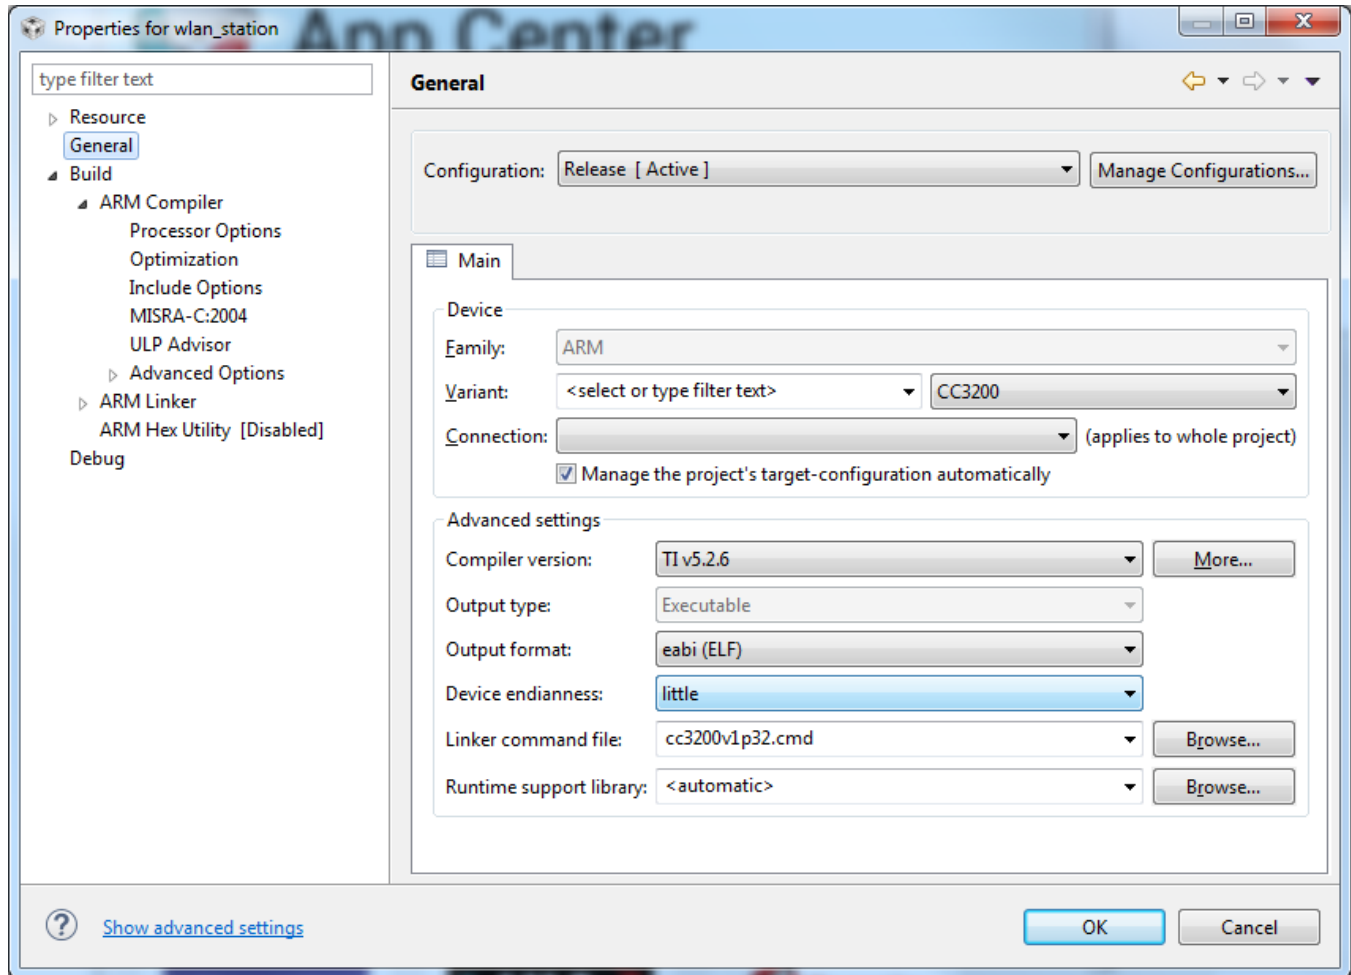 Properties for wlan_station
App Center
type filter text
Resource
General
Build
ARM Compiler
Processor Options
Optimization
Include Options
MISRA-C:2004
ULP Advisor
Advanced Options
ARM Linker
ARM Hex Utility [Disabled]
Debug
General
Configuration: Release [ Active ] Manage Configurations...
Main
Device
Family: ARM
Variant: <select or type filter text> CC3200
Connection: (applies to whole project)
Manage the project's target-configuration automatically
Advanced settings
Compiler version: TI v5.2.6 More...
Output type: Executable
Output format: eabi (ELF)
Device endianness: little
Linker command file: cc3200v1p32.cmd Browse...
Runtime support library: <automatic> Browse...
? Show advanced settings OK Cancel